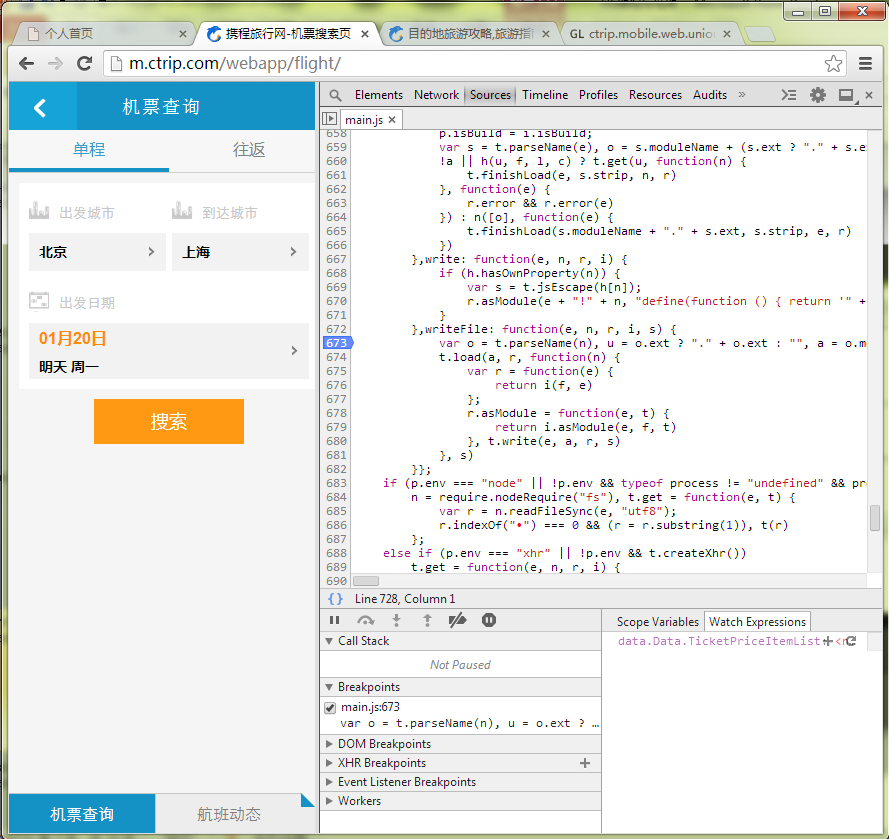 个人首页
携程旅行网-机票搜索页
目的地旅游攻略,旅游指
GL ctrip.mobile.web.union
m.ctrip.com/webapp/flight/
机票查询
单程 往返
出发城市 到达城市
北京 上海
出发日期
01月20日
明天 周一
搜索
机票查询 航班动态
Elements Network Sources Timeline Profiles Resources Audits »
main.js
658 p.isBuild = i.isBuild;
659 var s = t.parseName(e), o = s.moduleName + (s.ext ? "." + s.e
660 !a || h(u, f, l, c) ? t.get(u, function(n) {
661 t.finishLoad(e, s.strip, n, r)
662 }, function(e) {
663 r.error && r.error(e)
664 }) : n([o], function(e) {
665 t.finishLoad(s.moduleName + "." + s.ext, s.strip, e, r)
666 })
667 },write: function(e, n, r, i) {
668 if (h.hasOwnProperty(n)) {
669 var s = t.jsEscape(h[n]);
670 r.asModule(e + "!" + n, "define(function () { return '" +
671 }
672 },writeFile: function(e, n, r, i, s) {
673 var o = t.parseName(n), u = o.ext ? "." + o.ext : "", a = o.m
674 t.load(a, r, function(n) {
675 var r = function(e) {
676 return i(f, e)
677 };
678 r.asModule = function(e, t) {
679 return i.asModule(e, f, t)
680 }, t.write(e, a, r, s)
681 }, s)
682 }};
683 if (p.env === "node" || !p.env && typeof process != "undefined" && pr
684 n = require.nodeRequire("fs"), t.get = function(e, t) {
685 var r = n.readFileSync(e, "utf8");
686 r.indexOf("•") === 0 && (r = r.substring(1)), t(r)
687 };
688 else if (p.env === "xhr" || !p.env && t.createXhr())
689 t.get = function(e, n, r, i) {
690
{} Line 728, Column 1
Call Stack
Not Paused
Breakpoints
main.js:673
var o = t.parseName(n), u = o.ext ? …
DOM Breakpoints
XHR Breakpoints
Event Listener Breakpoints
Workers
Scope Variables Watch Expressions
data.Data.TicketPriceItemList